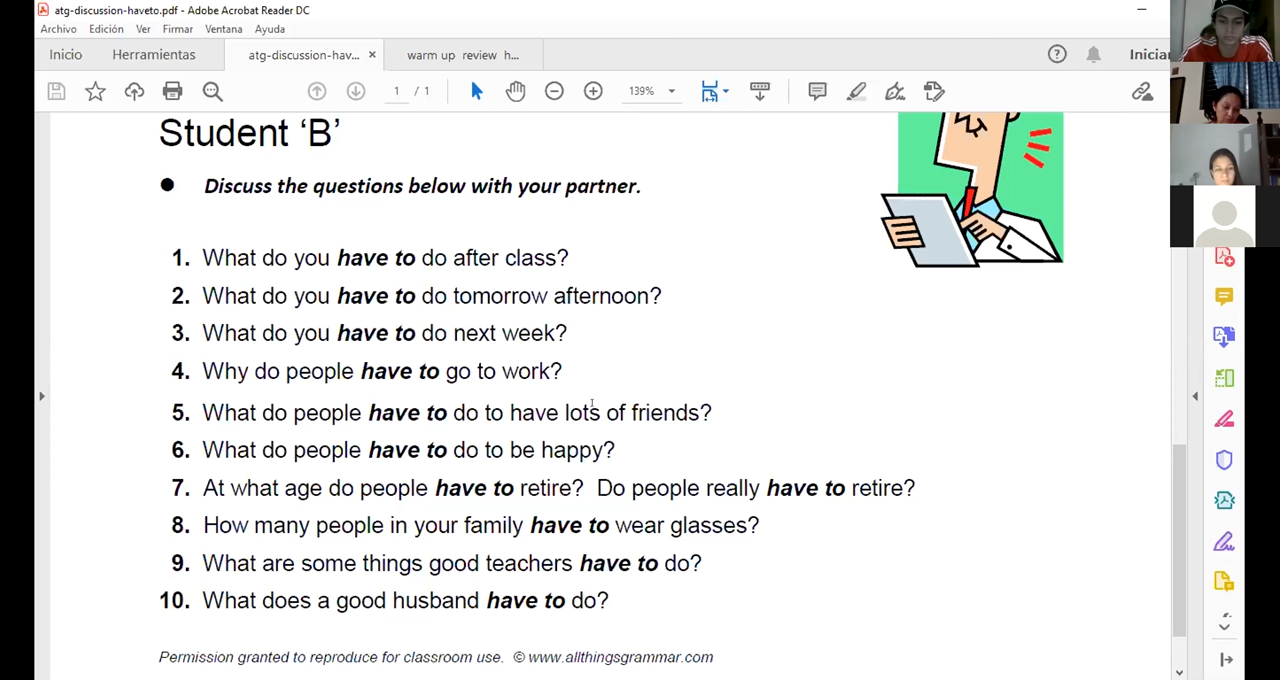 atg-discussion-haveto.pdf - Adobe Acrobat Reader DC
Archivo Edición Ver Firmar Ventana Ayuda
Inicio Herramientas atg-discussion-hav... × warm up review h... Iniciar
1 / 1 139%
Student ‘B’
● Discuss the questions below with your partner.
1. What do you have to do after class?
2. What do you have to do tomorrow afternoon?
3. What do you have to do next week?
4. Why do people have to go to work?
5. What do people have to do to have lots of friends?
6. What do people have to do to be happy?
7. At what age do people have to retire? Do people really have to retire?
8. How many people in your family have to wear glasses?
9. What are some things good teachers have to do?
10. What does a good husband have to do?
Permission granted to reproduce for classroom use. © www.allthingsgrammar.com